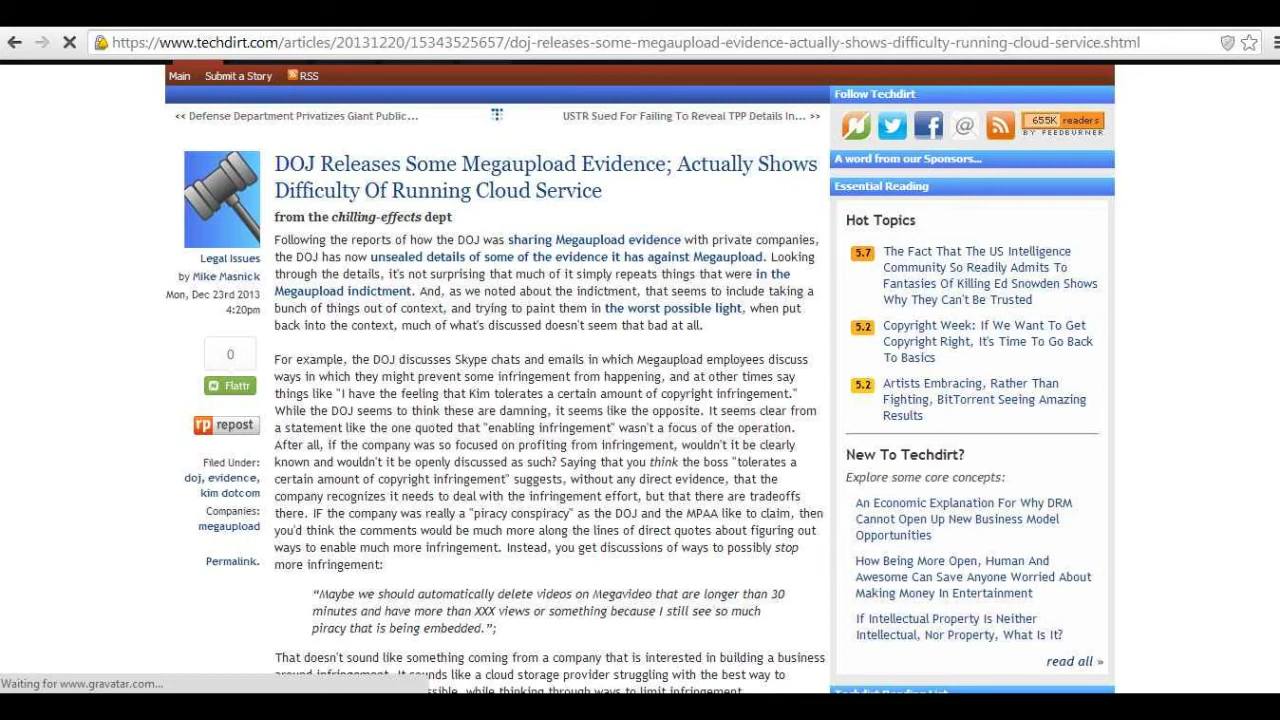 https://www.techdirt.com/articles/20131220/15343525657/doj-releases-some-megaupload-evidence-actually-shows-difficulty-running-cloud-service.shtml
Main Submit a Story RSS
<< Defense Department Privatizes Giant Public...
USTR Sued For Failing To Reveal TPP Details In... >>
DOJ Releases Some Megaupload Evidence; Actually Shows
Difficulty Of Running Cloud Service
from the chilling-effects dept
Legal Issues
by Mike Masnick
Mon, Dec 23rd 2013
4:20pm
0
Flattr
rp repost
Filed Under:
doj, evidence,
kim dotcom
Companies:
megaupload
Permalink.
Following the reports of how the DOJ was sharing Megaupload evidence with private companies,
the DOJ has now unsealed details of some of the evidence it has against Megaupload. Looking
through the details, it's not surprising that much of it simply repeats things that were in the
Megaupload indictment. And, as we noted about the indictment, that seems to include taking a
bunch of things out of context, and trying to paint them in the worst possible light, when put
back into the context, much of what's discussed doesn't seem that bad at all.
For example, the DOJ discusses Skype chats and emails in which Megaupload employees discuss
ways in which they might prevent some infringement from happening, and at other times say
things like "I have the feeling that Kim tolerates a certain amount of copyright infringement."
While the DOJ seems to think these are damning, it seems like the opposite. It seems clear from
a statement like the one quoted that "enabling infringement" wasn't a focus of the operation.
After all, if the company was so focused on profiting from infringement, wouldn't it be clearly
known and wouldn't it be openly discussed as such? Saying that you think the boss "tolerates a
certain amount of copyright infringement" suggests, without any direct evidence, that the
company recognizes it needs to deal with the infringement effort, but that there are tradeoffs
there. IF the company was really a "piracy conspiracy" as the DOJ and the MPAA like to claim, then
you'd think the comments would be much more along the lines of direct quotes about figuring out
ways to enable much more infringement. Instead, you get discussions of ways to possibly stop
more infringement:
“Maybe we should automatically delete videos on Megavideo that are longer than 30
minutes and have more than XXX views or something because I still see so much
piracy that is being embedded.”;
That doesn't sound like something coming from a company that is interested in building a business
around infringement. It sounds like a cloud storage provider struggling with the best way to
possible, while thinking through ways to limit infringement.
Follow Techdirt
655K readers
BY FEEDBURNER
A word from our Sponsors...
Essential Reading
Hot Topics
5.7 The Fact That The US Intelligence
Community So Readily Admits To
Fantasies Of Killing Ed Snowden Shows
Why They Can't Be Trusted
5.2 Copyright Week: If We Want To Get
Copyright Right, It's Time To Go Back
To Basics
5.2 Artists Embracing, Rather Than
Fighting, BitTorrent Seeing Amazing
Results
New To Techdirt?
Explore some core concepts:
An Economic Explanation For Why DRM
Cannot Open Up New Business Model
Opportunities
How Being More Open, Human And
Awesome Can Save Anyone Worried About
Making Money In Entertainment
If Intellectual Property Is Neither
Intellectual, Nor Property, What Is It?
read all »
Techdirt Reading List
Waiting for www.gravatar.com...